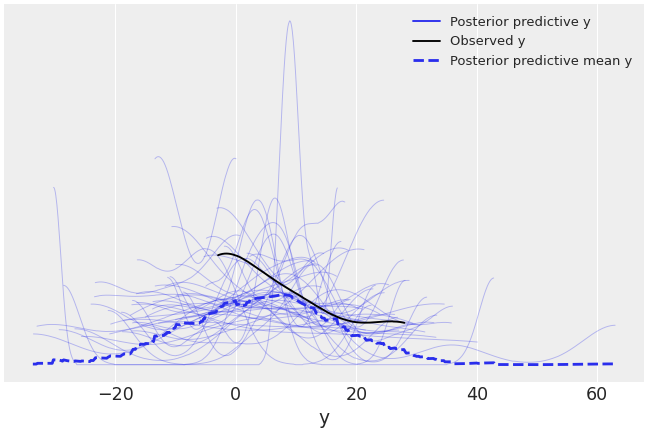 Posterior predictive y
Observed y
Posterior predictive mean y
−20 0 20 40 60
y